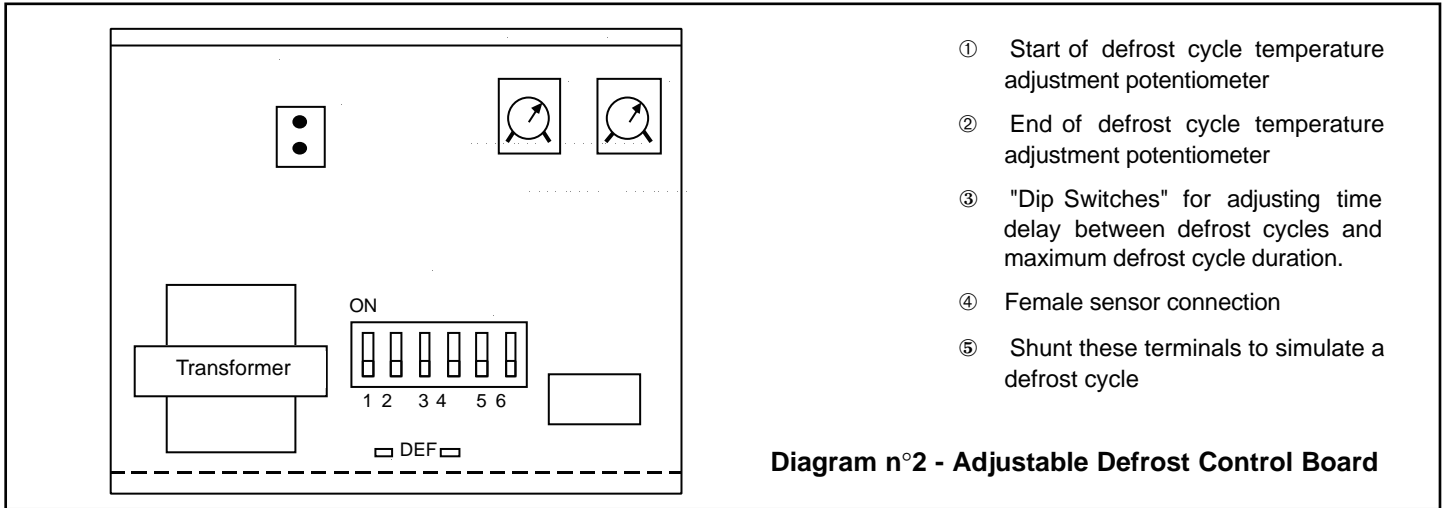 ON
Transformer
1 2 3 4 5 6
DEF
① Start of defrost cycle temperature
adjustment potentiometer
② End of defrost cycle temperature
adjustment potentiometer
③ "Dip Switches" for adjusting time
delay between defrost cycles and
maximum defrost cycle duration.
④ Female sensor connection
⑤ Shunt these terminals to simulate a
defrost cycle
Diagram n°2 - Adjustable Defrost Control Board